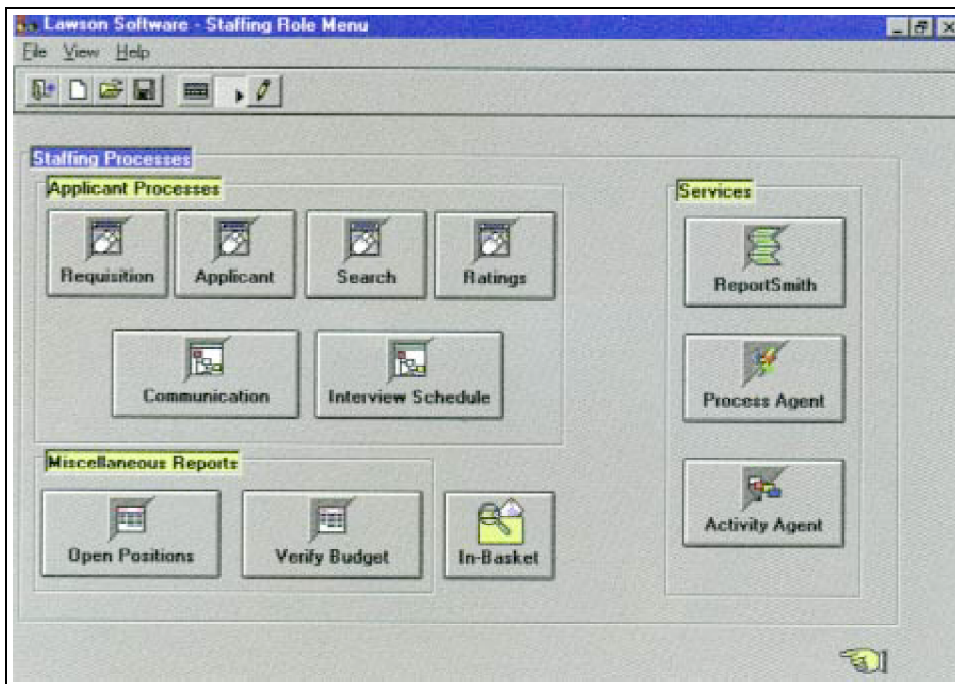 Lawson Software - Staffing Role Menu
File View Help
Staffing Processes
Applicant Processes
Services
Requisition
Applicant
Search
Ratings
ReportSmith
Communication
Interview Schedule
Process Agent
Miscellaneous Reports
Open Positions
Verify Budget
In-Basket
Activity Agent